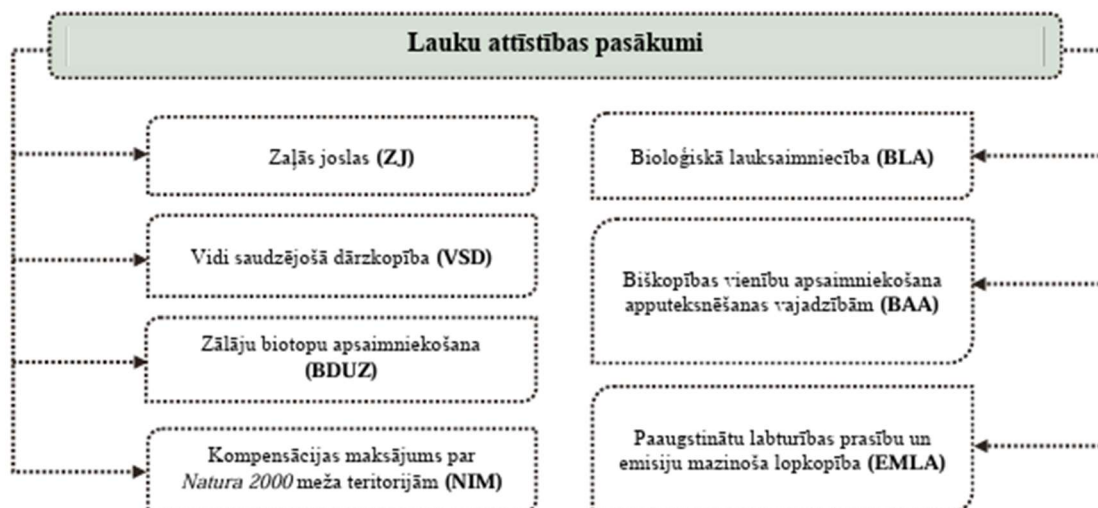 Lauku attīstības pasākumi
Zaļās joslas (ZJ)
Vidi saudzējošā dārzkopība (VSD)
Zālāju biotopu apsaimniekošana
(BDUZ)
Kompensācijas maksājums par
Natura 2000 meža teritorijām (NIM)
Bioloģiskā lauksaimniecība (BLA)
Biškopības vienību apsaimniekošana
apputeksnēšanas vajadzībām (BAA)
Paaugstinātu labturības prasību un
emisiju mazinoša lopkopība (EMLA)